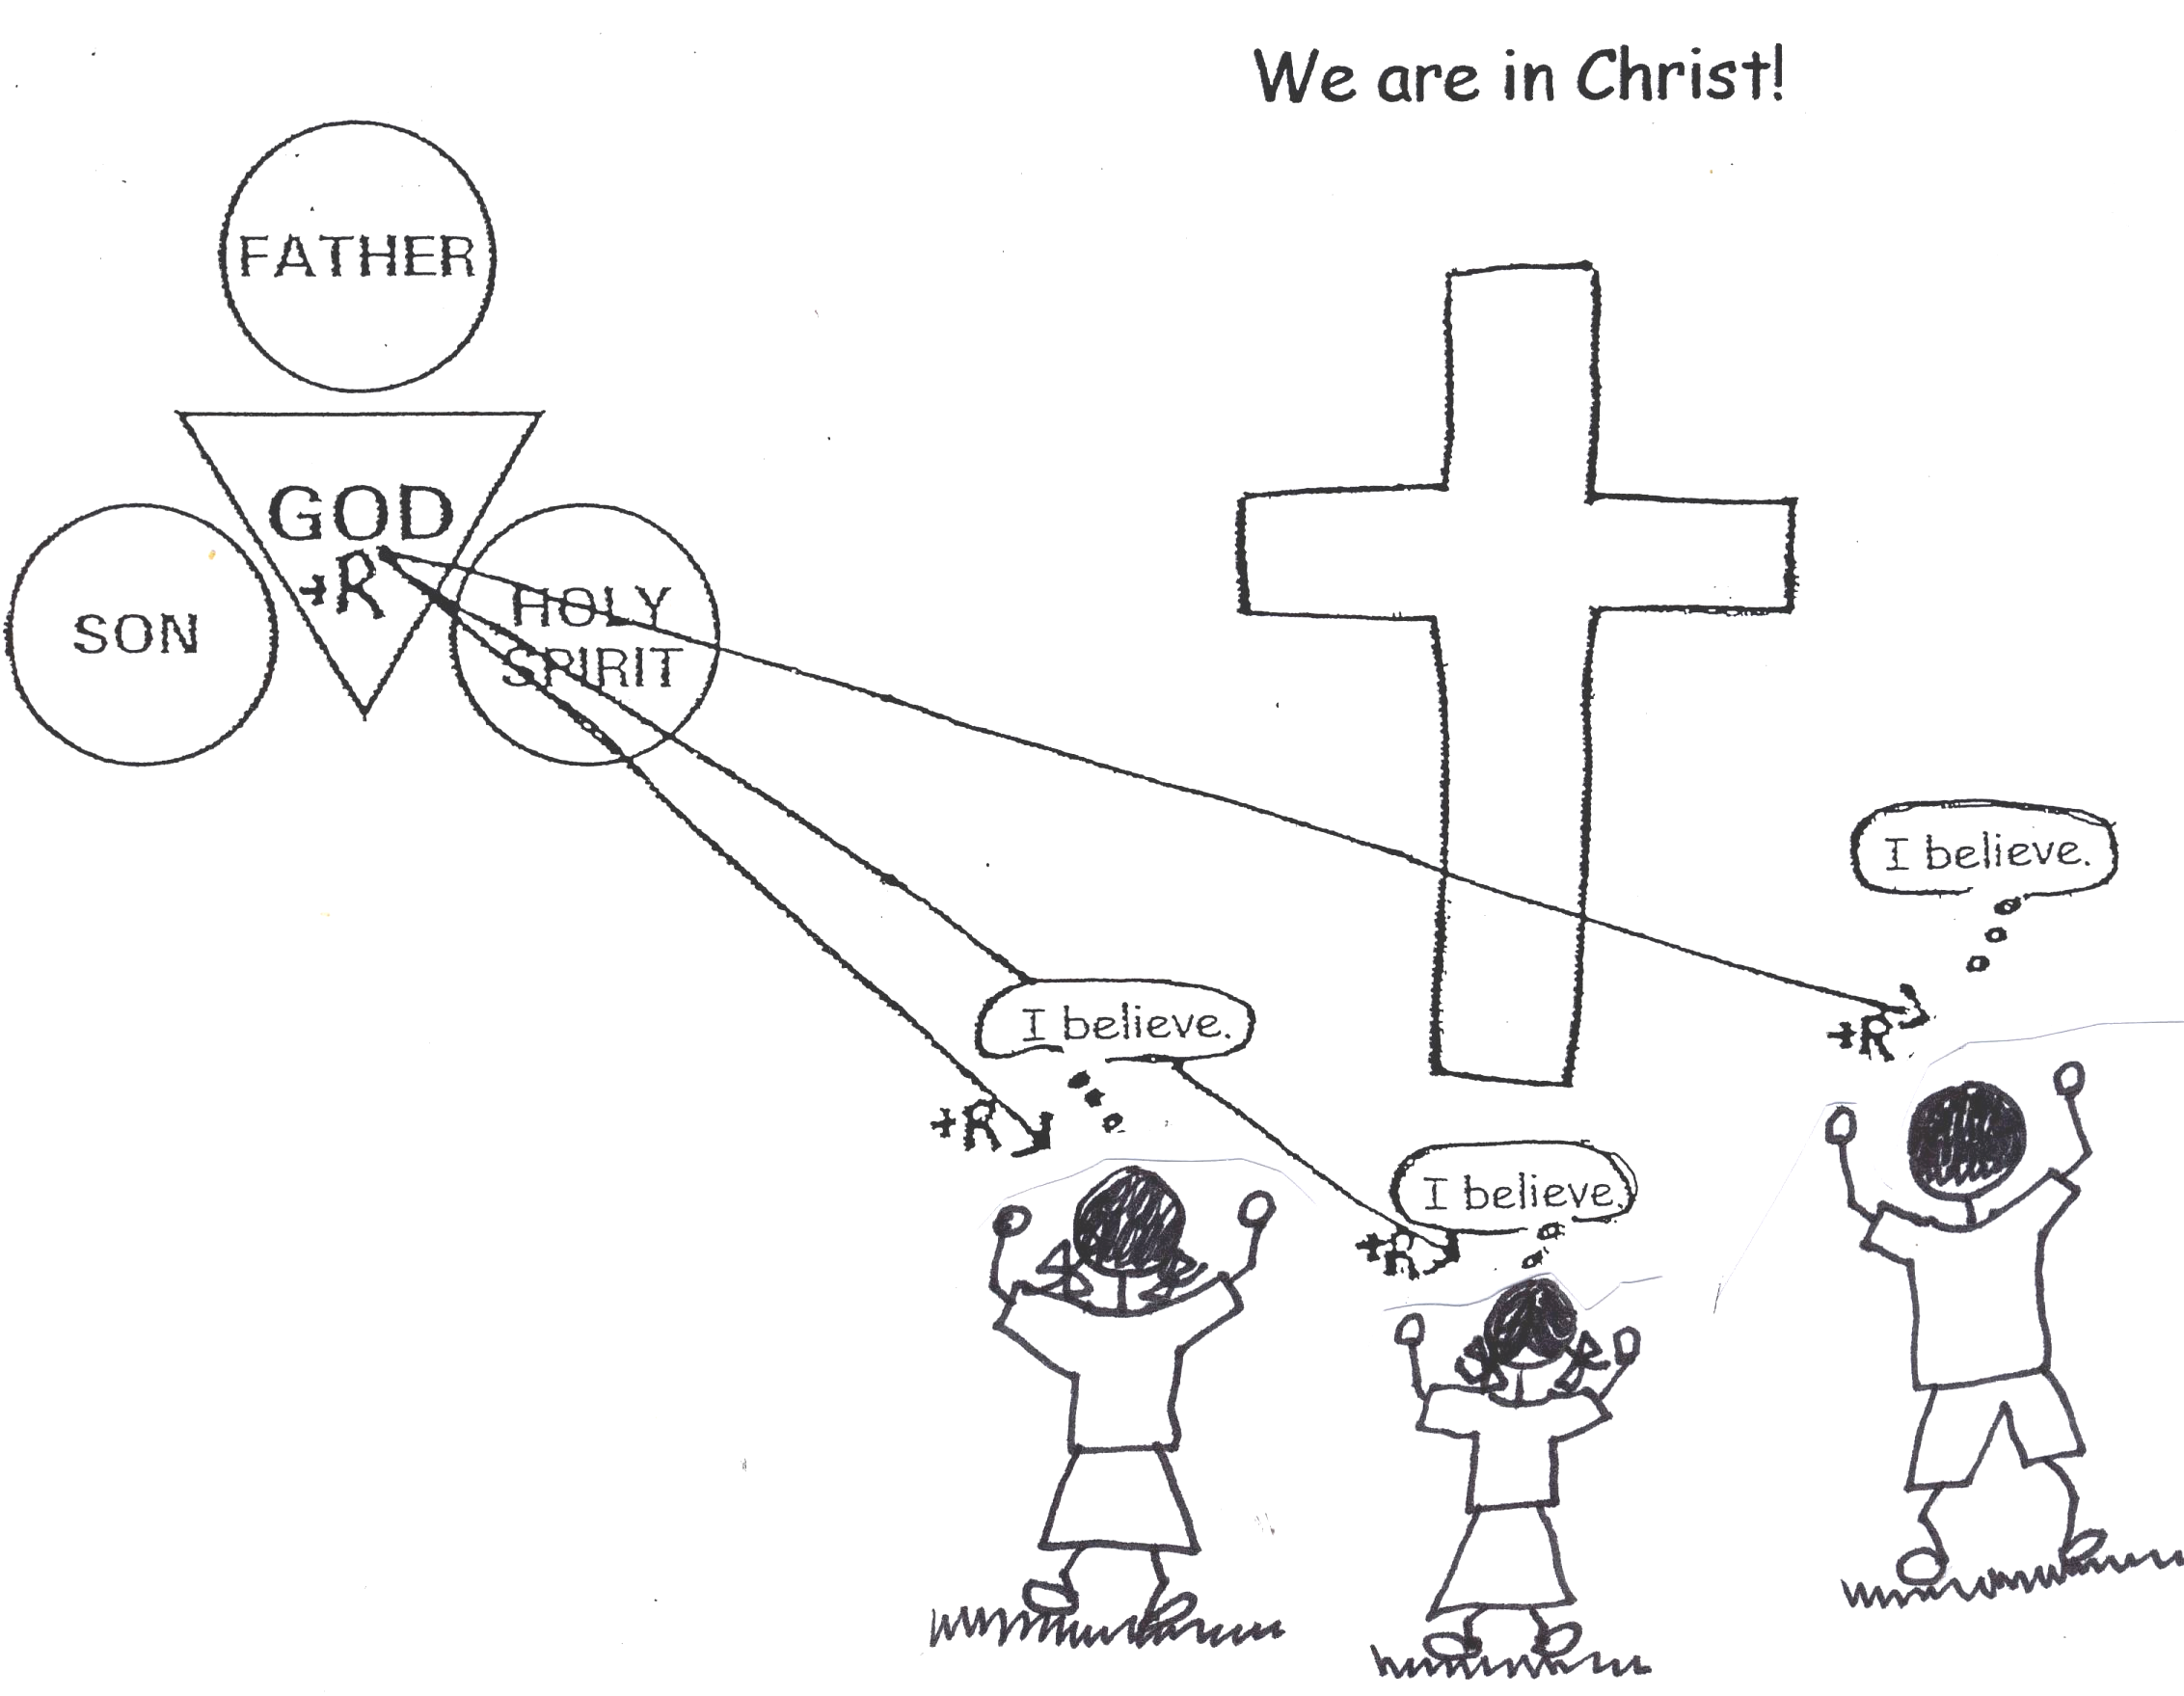 We are in Christ!
FATHER
GOD
+R
SON
HOLY
SPIRIT
I believe.
+R
I believe.
+R
I believe.
+R